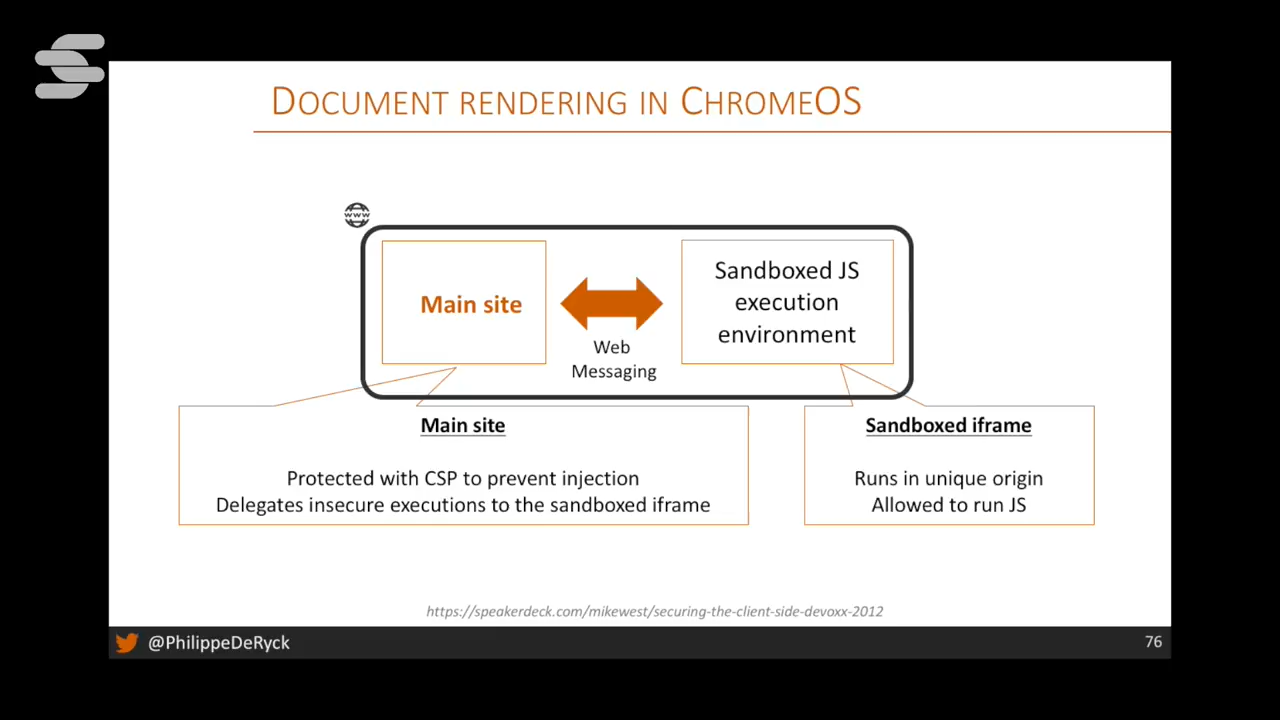 DOCUMENT RENDERING IN CHROMEOS
WWW
Main site
Sandboxed JS
execution
environment
Web
Messaging
Main site
Protected with CSP to prevent injection
Delegates insecure executions to the sandboxed iframe
Sandboxed iframe
Runs in unique origin
Allowed to run JS
https://speakerdeck.com/mikewest/securing-the-client-side-devoxx-2012
@PhilippeDeRyck
76